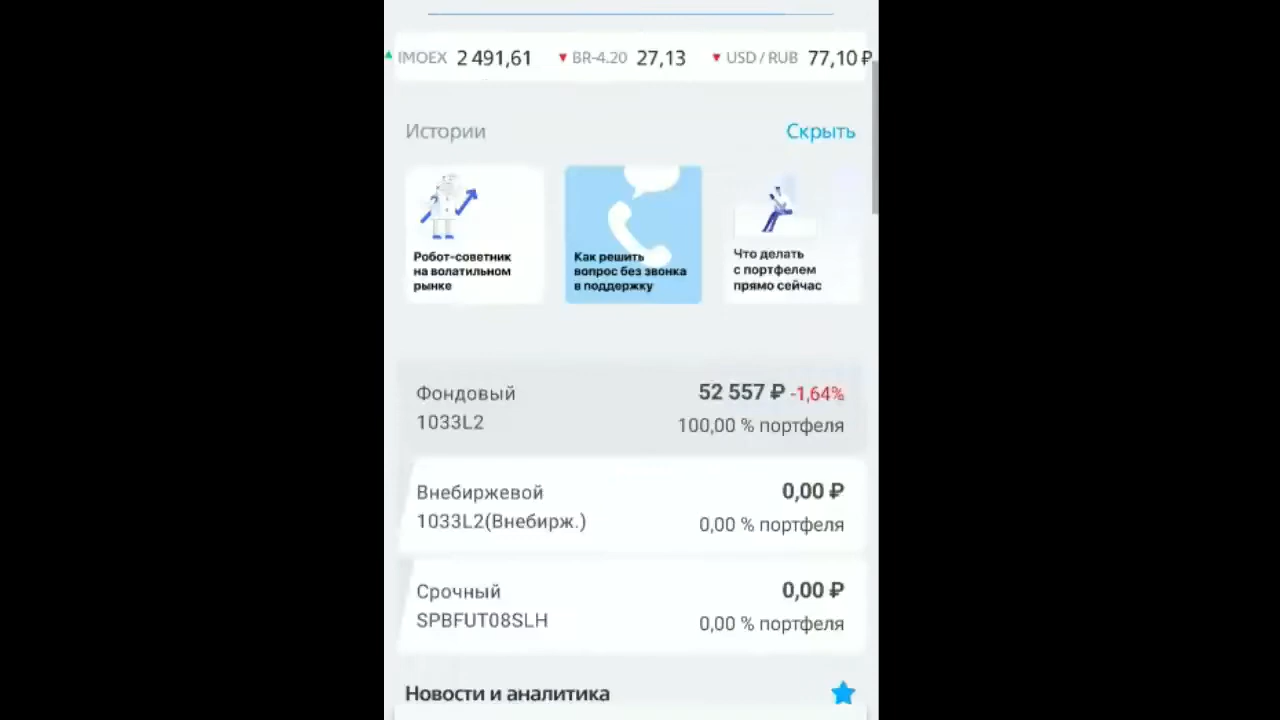 IMOEX 2 491,61 BR-4.20 27,13 USD / RUB 77,10 ₽
Истории Скрыть
Робот-советник
на волатильном
рынке
Как решить
вопрос без звонка
в поддержку
Что делать
с портфелем
прямо сейчас
Фондовый 52 557 ₽ -1,64%
1033L2 100,00 % портфеля
Внебиржевой 0,00 ₽
1033L2(Внебирж.) 0,00 % портфеля
Срочный 0,00 ₽
SPBFUT08SLH 0,00 % портфеля
Новости и аналитика